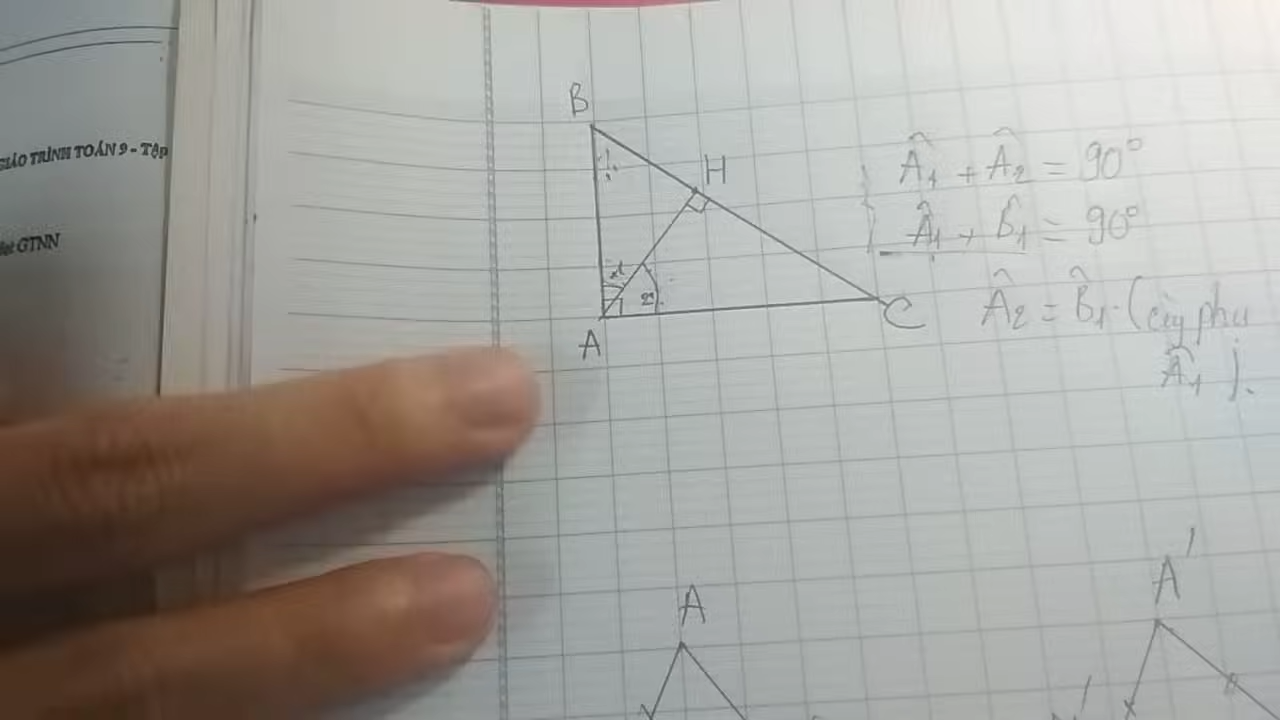 GIÁO TRÌNH TOÁN 9 - Tập
GTNN
B
H
1
1
2
A
C
Â₁ + Â₂ = 90°
Â₁ + B̂₁ = 90°
Â₂ = B̂₁. (cùng phụ
Â₁ ).
A
A'